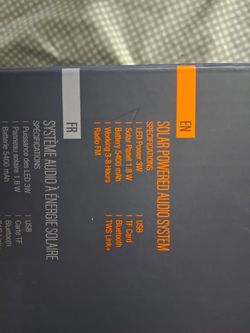 EN
SOLAR POWERED AUDIO SYSTEM
SPECIFICATIONS
| LED Power 3W
| Solar Panel 1,8 W
| Battery 5400 mAh
| Working 3-8 Hours
| Radio FM
| USB
| TF Card
| Bluetooth
| TWS Link+
FR
SYSTÈME AUDIO À ÉNERGIE SOLAIRE
SPÉCIFICATIONS
| Puissance des LED 3W
| Panneau solaire 1,8 W
| Batterie 5400 mAh
| USB
| Carte TF
| Bluetooth